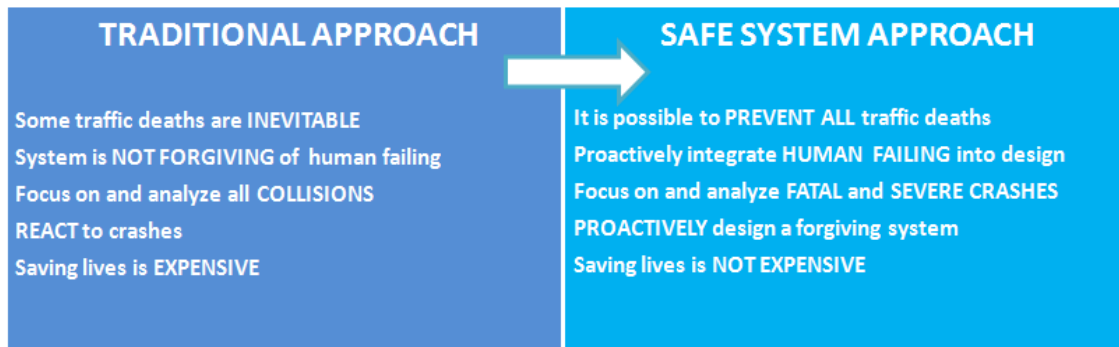 TRADITIONAL APPROACH
Some traffic deaths are INEVITABLE
System is NOT FORGIVING of human failing
Focus on and analyze all COLLISIONS
REACT to crashes
Saving lives is EXPENSIVE
SAFE SYSTEM APPROACH
It is possible to PREVENT ALL traffic deaths
Proactively integrate HUMAN FAILING into design
Focus on and analyze FATAL and SEVERE CRASHES
PROACTIVELY design a forgiving system
Saving lives is NOT EXPENSIVE